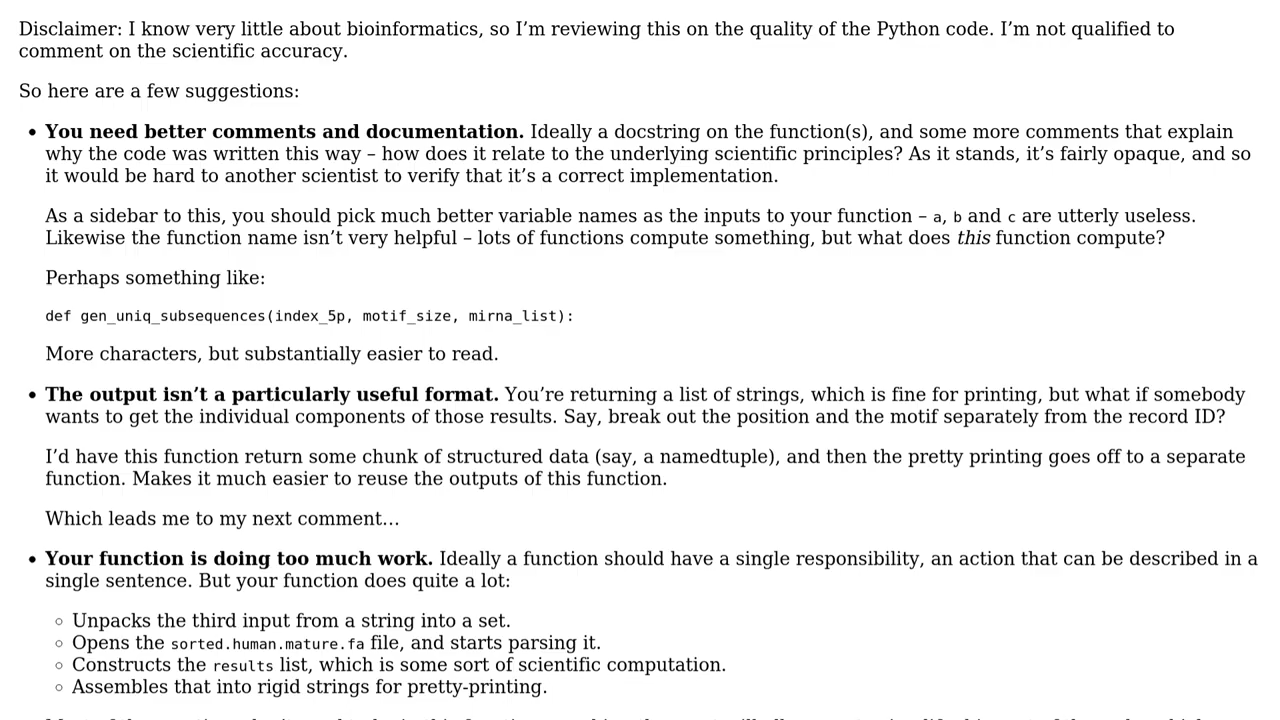 Disclaimer: I know very little about bioinformatics, so I’m reviewing this on the quality of the Python code. I’m not qualified to
comment on the scientific accuracy.
So here are a few suggestions:
• You need better comments and documentation. Ideally a docstring on the function(s), and some more comments that explain
why the code was written this way – how does it relate to the underlying scientific principles? As it stands, it’s fairly opaque, and so
it would be hard to another scientist to verify that it’s a correct implementation.
As a sidebar to this, you should pick much better variable names as the inputs to your function – a, b and c are utterly useless.
Likewise the function name isn’t very helpful – lots of functions compute something, but what does this function compute?
Perhaps something like:
def gen_uniq_subsequences(index_5p, motif_size, mirna_list):
More characters, but substantially easier to read.
• The output isn’t a particularly useful format. You’re returning a list of strings, which is fine for printing, but what if somebody
wants to get the individual components of those results. Say, break out the position and the motif separately from the record ID?
I’d have this function return some chunk of structured data (say, a namedtuple), and then the pretty printing goes off to a separate
function. Makes it much easier to reuse the outputs of this function.
Which leads me to my next comment…
• Your function is doing too much work. Ideally a function should have a single responsibility, an action that can be described in a
single sentence. But your function does quite a lot:
◦ Unpacks the third input from a string into a set.
◦ Opens the sorted.human.mature.fa file, and starts parsing it.
◦ Constructs the results list, which is some sort of scientific computation.
◦ Assembles that into rigid strings for pretty-printing.